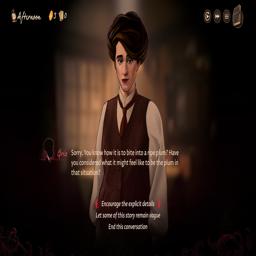 Afternoon 3 0
Sorry. You know how it is to bite into a ripe plum? Have
you considered what it might feel like to be the plum in
that situation?
Encourage the explicit details
Let some of this story remain vague
End this conversation